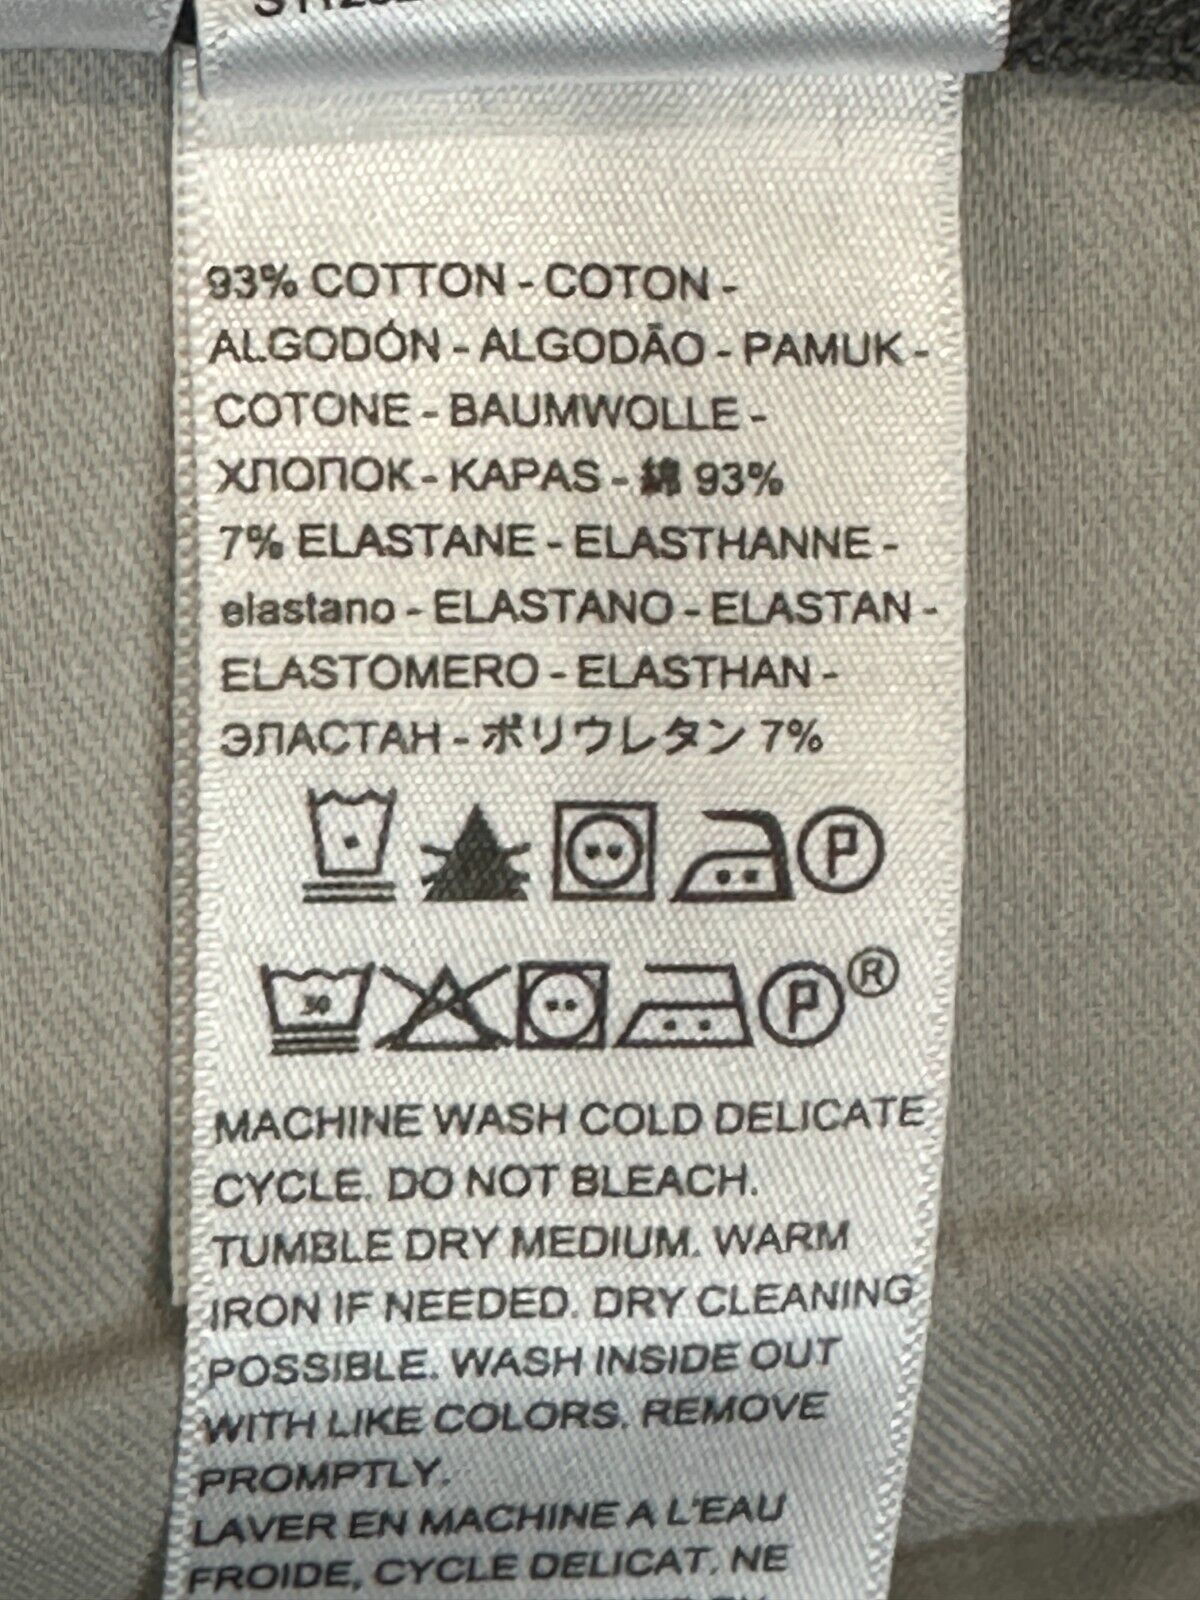 93% COTTON - COTON -
ALGODÓN - ALGODÃO - PAMUK -
COTONE - BAUMWOLLE -
ХЛОПОК - KAPAS - 綿 93%
7% ELASTANE - ELASTHANNE -
elastano - ELASTANO - ELASTAN -
ELASTOMERO - ELASTHAN -
ЭЛАСТАН - ポリウレタン 7%
P
30 P ®
MACHINE WASH COLD DELICATE
CYCLE. DO NOT BLEACH.
TUMBLE DRY MEDIUM. WARM
IRON IF NEEDED. DRY CLEANING
POSSIBLE. WASH INSIDE OUT
WITH LIKE COLORS. REMOVE
PROMPTLY.
LAVER EN MACHINE A L'EAU
FROIDE, CYCLE DELICAT. NE